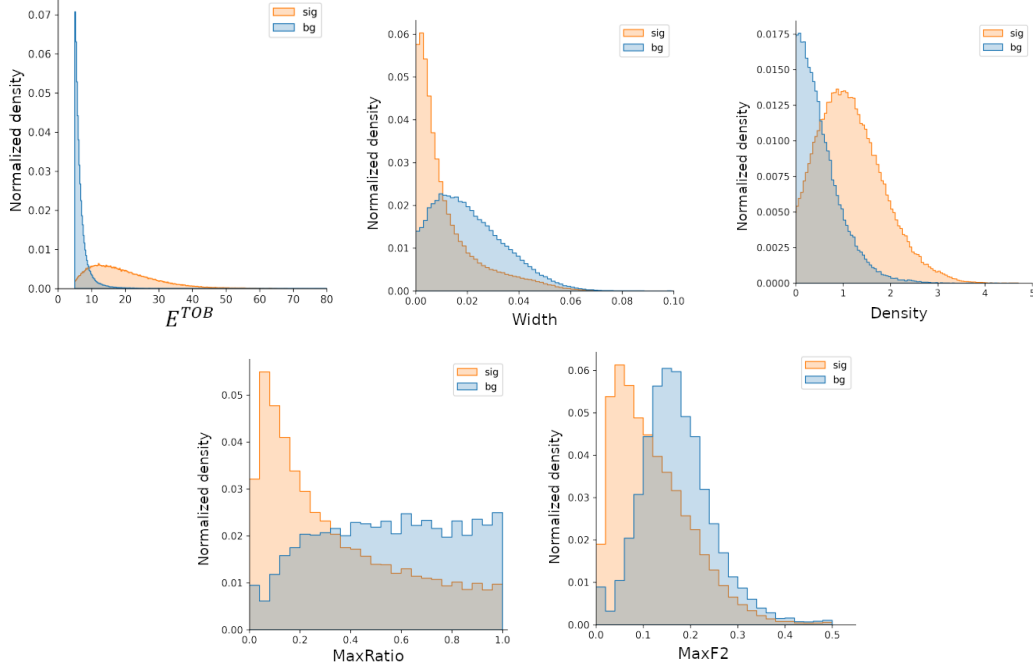 sig
bg
Normalized density
0.07
0.06
0.05
0.04
0.03
0.02
0.01
0.00
0 10 20 30 40 50 60 70 80
E^TOB
sig
bg
Normalized density
0.06
0.05
0.04
0.03
0.02
0.01
0.00
0.00 0.02 0.04 0.06 0.08 0.10
Width
sig
bg
Normalized density
0.0175
0.0150
0.0125
0.0100
0.0075
0.0050
0.0025
0.0000
0 1 2 3 4 5
Density
sig
bg
Normalized density
0.05
0.04
0.03
0.02
0.01
0.00
0.0 0.2 0.4 0.6 0.8 1.0
MaxRatio
sig
bg
Normalized density
0.06
0.05
0.04
0.03
0.02
0.01
0.00
0.0 0.1 0.2 0.3 0.4 0.5
MaxF2